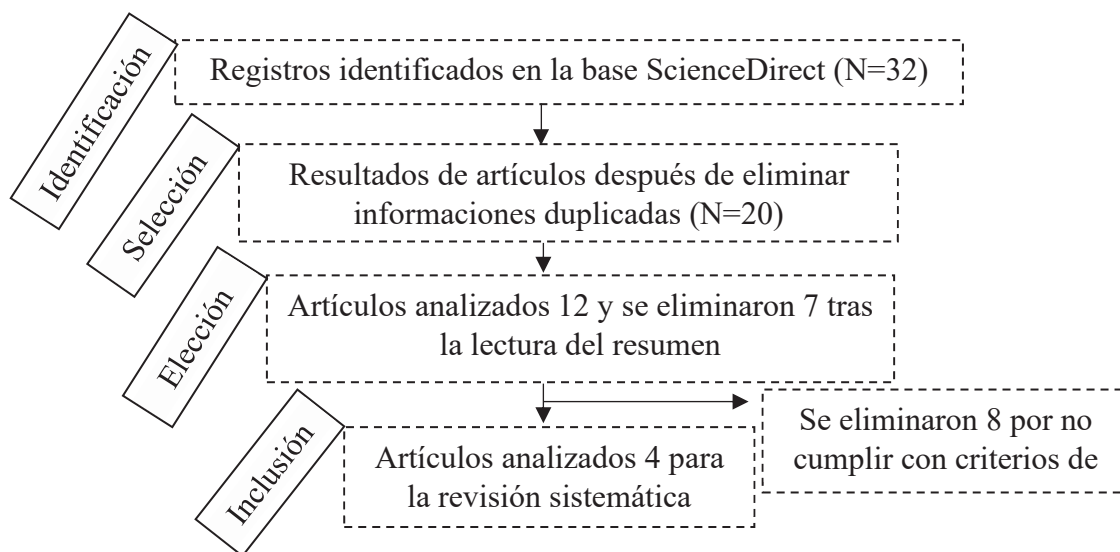 Identificación
Registros identificados en la base ScienceDirect (N=32)
Selección
Resultados de artículos después de eliminar
informaciones duplicadas (N=20)
Elección
Artículos analizados 12 y se eliminaron 7 tras
la lectura del resumen
Se eliminaron 8 por no
cumplir con criterios de
Inclusión
Artículos analizados 4 para
la revisión sistemática